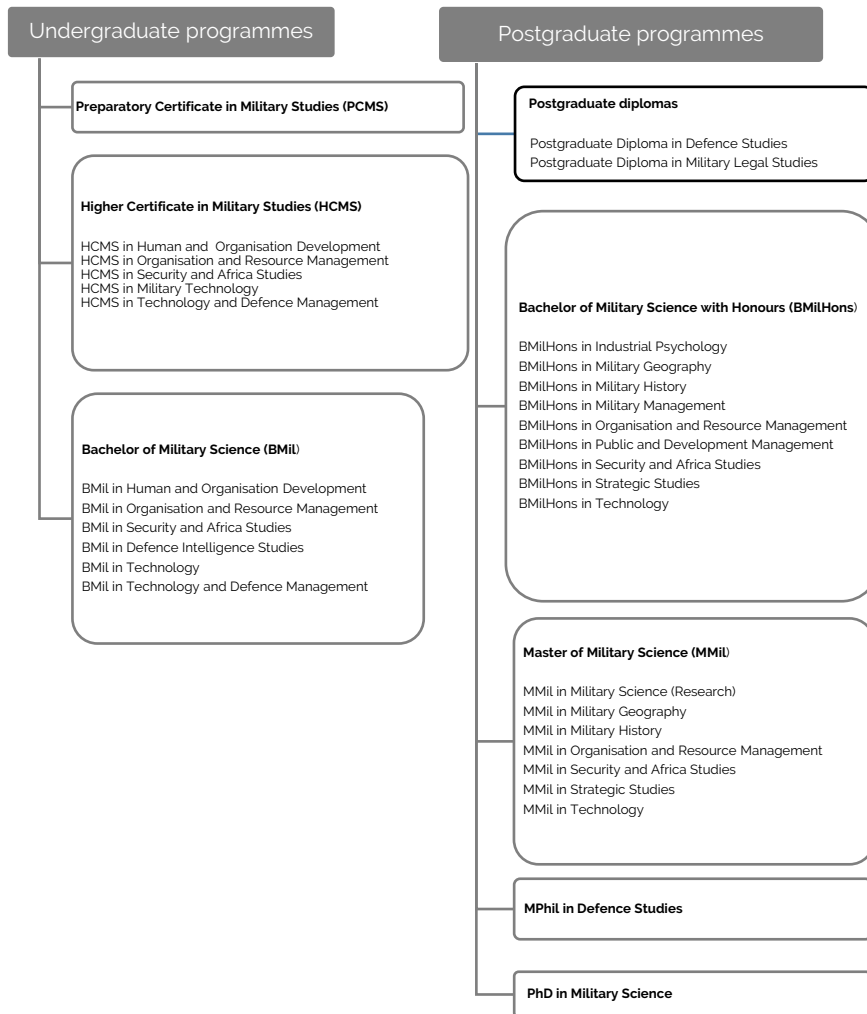 Undergraduate programmes
Preparatory Certificate in Military Studies (PCMS)
Higher Certificate in Military Studies (HCMS)
HCMS in Human and Organisation Development
HCMS in Organisation and Resource Management
HCMS in Security and Africa Studies
HCMS in Military Technology
HCMS in Technology and Defence Management
Bachelor of Military Science (BMil)
BMil in Human and Organisation Development
BMil in Organisation and Resource Management
BMil in Security and Africa Studies
BMil in Defence Intelligence Studies
BMil in Technology
BMil in Technology and Defence Management
Postgraduate programmes
Postgraduate diplomas
Postgraduate Diploma in Defence Studies
Postgraduate Diploma in Military Legal Studies
Bachelor of Military Science with Honours (BMilHons)
BMilHons in Industrial Psychology
BMilHons in Military Geography
BMilHons in Military History
BMilHons in Military Management
BMilHons in Organisation and Resource Management
BMilHons in Public and Development Management
BMilHons in Security and Africa Studies
BMilHons in Strategic Studies
BMilHons in Technology
Master of Military Science (MMil)
MMil in Military Science (Research)
MMil in Military Geography
MMil in Military History
MMil in Organisation and Resource Management
MMil in Security and Africa Studies
MMil in Strategic Studies
MMil in Technology
MPhil in Defence Studies
PhD in Military Science